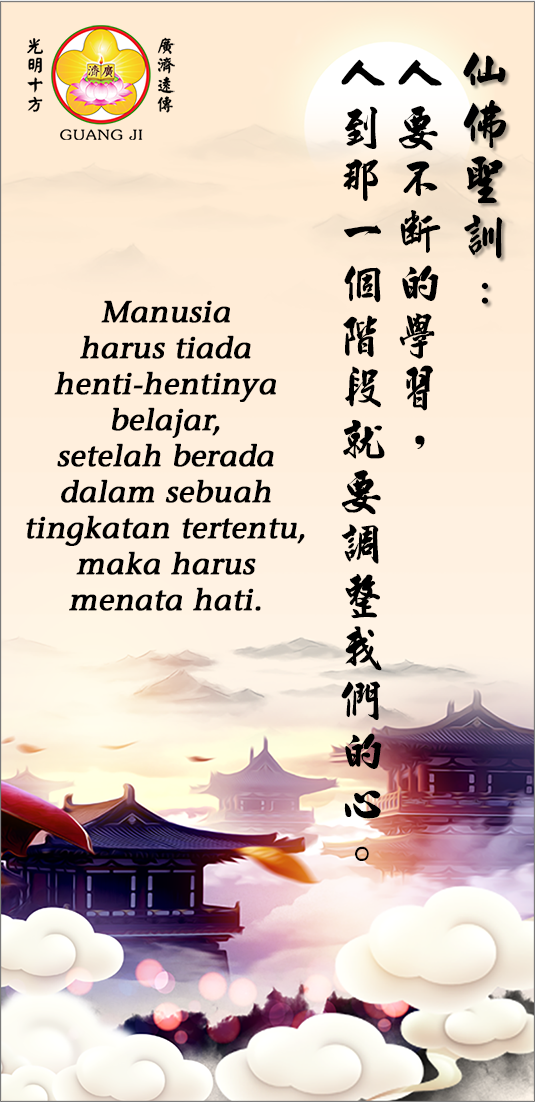 光明十方
廣濟
廣濟遠傳
GUANG JI
仙佛聖訓：
人要不断的學習，
人到那一個階段就要調整我們的心。
Manusia
harus tiada
henti-hentinya
belajar,
setelah berada
dalam sebuah
tingkatan tertentu,
maka harus
menata hati.